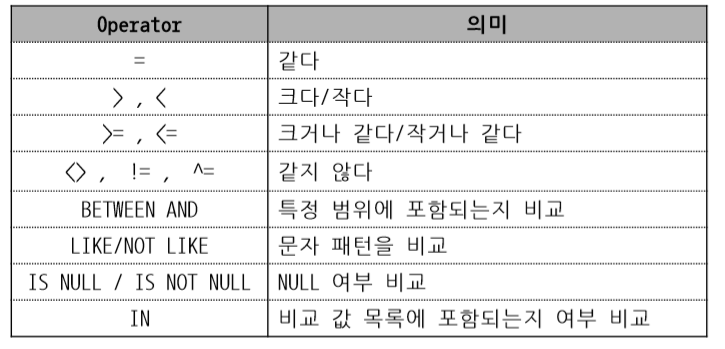 Operator 의미
= 같다
> , < 크다/작다
>= , <= 크거나 같다/작거나 같다
<> , != , ^= 같지 않다
BETWEEN AND 특정 범위에 포함되는지 비교
LIKE/NOT LIKE 문자 패턴을 비교
IS NULL / IS NOT NULL NULL 여부 비교
IN 비교 값 목록에 포함되는지 여부 비교